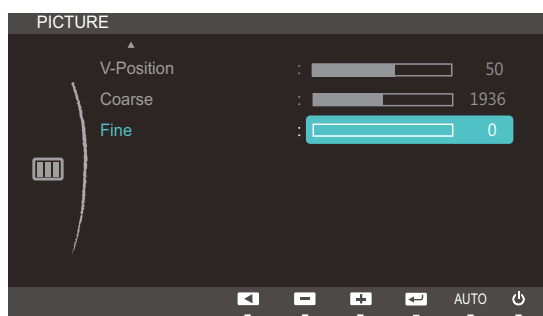 PICTURE
V-Position : 50
Coarse : 1936
Fine : 0
AUTO